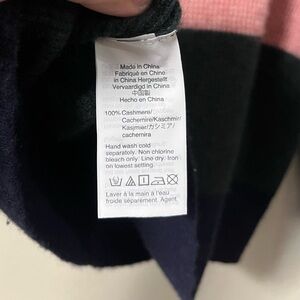 Made in China
Fabriqué en Chine
in China Hergestellt
Vervaardigd in China
中国製
Hecho en China
100% Cashmere/
Cachemire/Kaschmir/
Kasjmier/カシミア/
cachemira
Hand wash cold
separately. Non chlorine
bleach only. Line dry. Iron
on lowest setting.
Laver à la main à l'eau
froide séparément. Agent